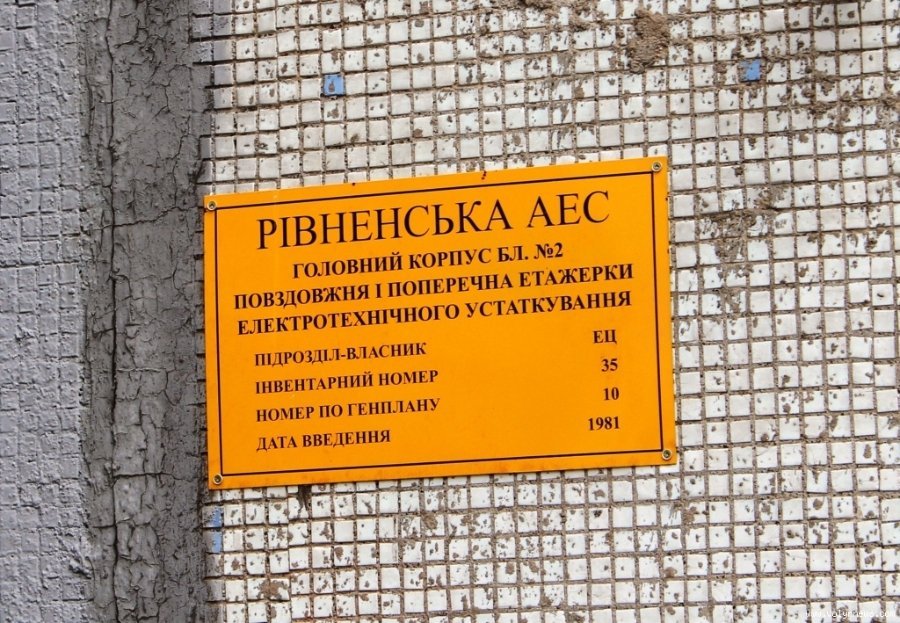 РІВНЕНСЬКА АЕС
ГОЛОВНИЙ КОРПУС БЛ. №2
ПОВЗДОВЖНЯ І ПОПЕРЕЧНА ЕТАЖЕРКИ
ЕЛЕКТРОТЕХНІЧНОГО УСТАТКУВАННЯ
ПІДРОЗДІЛ-ВЛАСНИК ЕЦ
ІНВЕНТАРНИЙ НОМЕР 35
НОМЕР ПО ГЕНПЛАНУ 10
ДАТА ВВЕДЕННЯ 1981